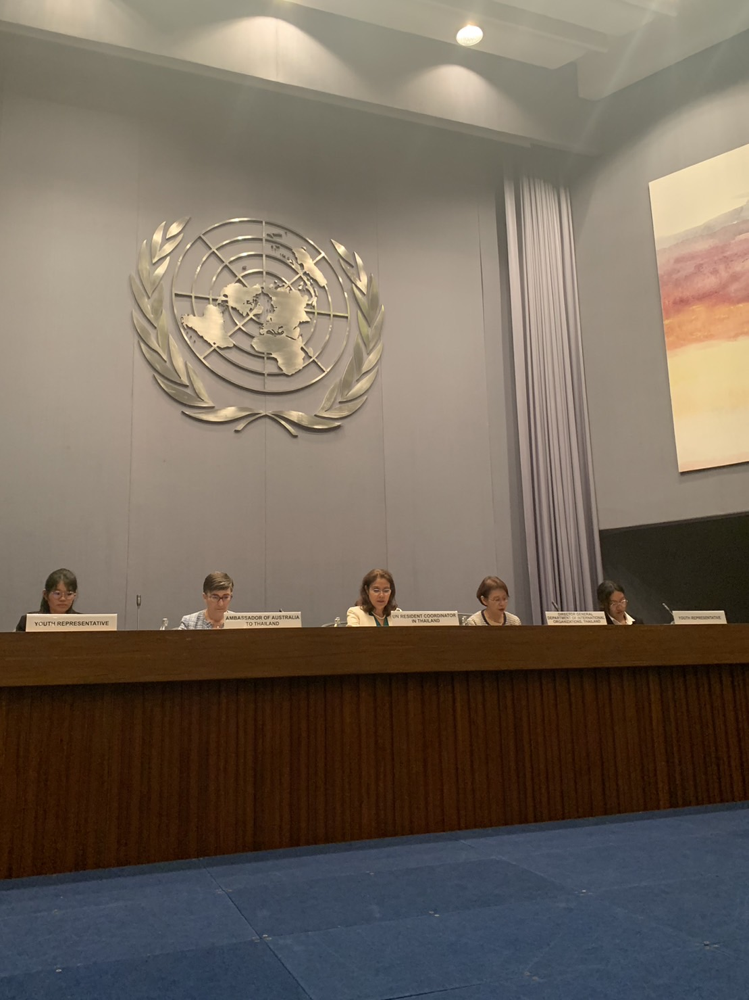 YOUTH REPRESENTATIVE
AMBASSADOR OF AUSTRALIA
TO THAILAND
UN RESIDENT COORDINATOR
IN THAILAND
DIRECTOR GENERAL
DEPARTMENT OF INTERNATIONAL
ORGANIZATIONS, THAILAND
YOUTH REPRESENTATIVE